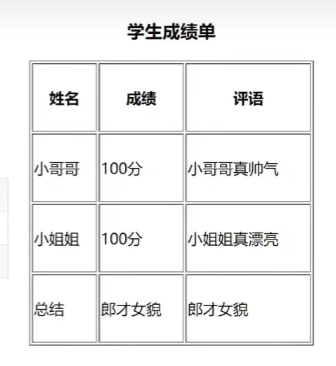 学生成绩单
姓名 成绩 评语
小哥哥 100分 小哥哥真帅气
小姐姐 100分 小姐姐真漂亮
总结 郎才女貌 郎才女貌